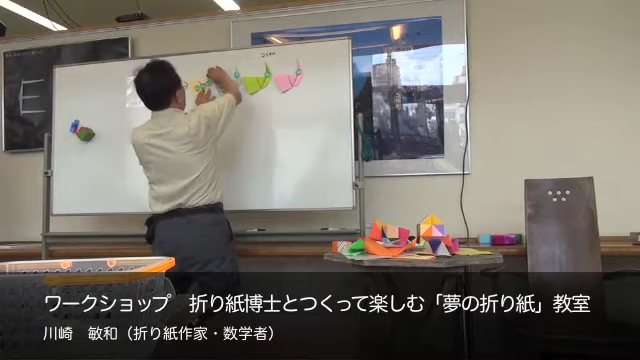 ワークショップ　折り紙博士とつくって楽しむ「夢の折り紙」教室
川崎　敏和（折り紙作家・数学者）